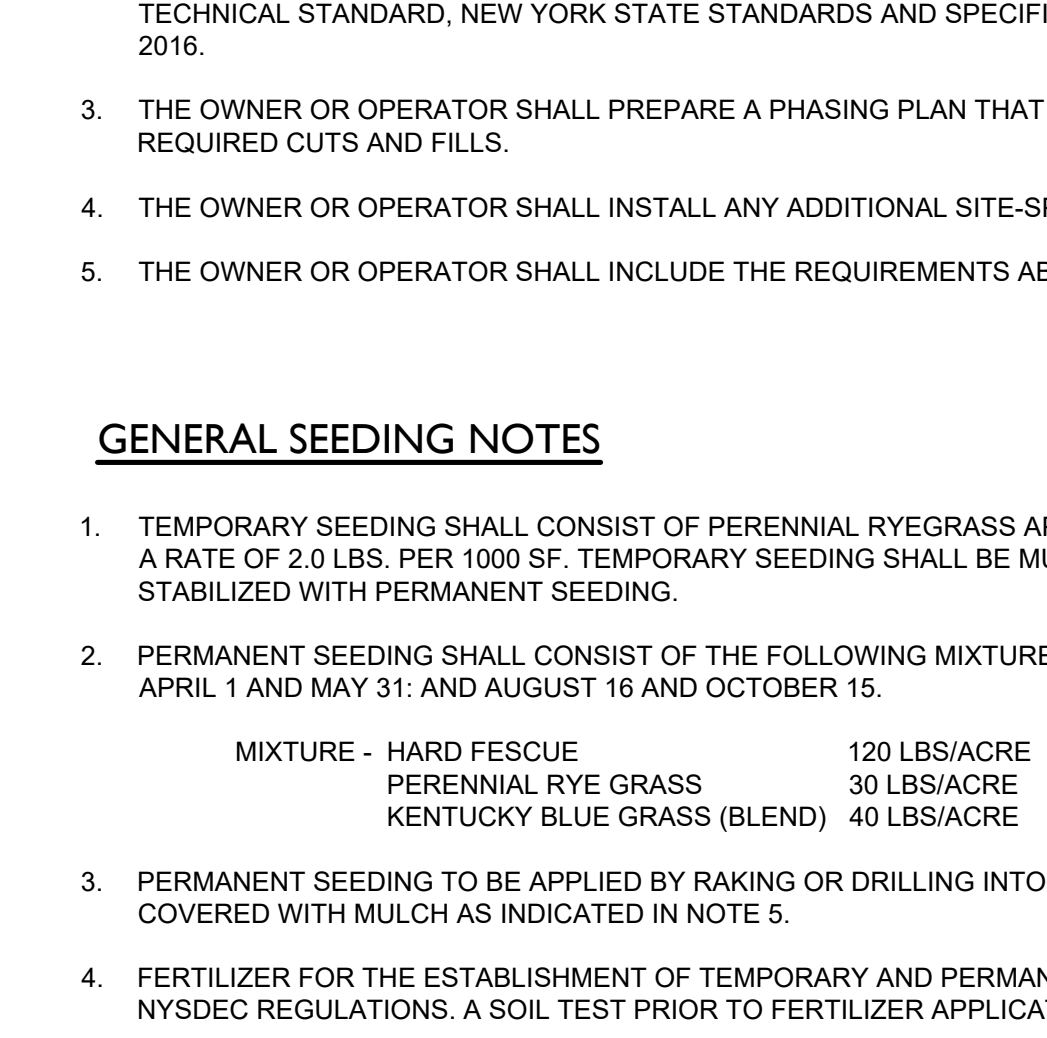 TECHNICAL STANDARD, NEW YORK STATE STANDARDS AND
2016.
3. THE OWNER OR OPERATOR SHALL PREPARE A PHASING PLAN THAT
REQUIRED CUTS AND FILLS.
4. THE OWNER OR OPERATOR SHALL INSTALL ANY ADDITIONAL
5. THE OWNER OR OPERATOR SHALL INCLUDE THE REQUIREMENTS
GENERAL SEEDING NOTES
1. TEMPORARY SEEDING SHALL CONSIST OF PERENNIAL RYEGRASS
A RATE OF 2.0 LBS. PER 1000 SF. TEMPORARY SEEDING SHALL BE
STABILIZED WITH PERMANENT SEEDING.
2. PERMANENT SEEDING SHALL CONSIST OF THE FOLLOWING MIXTURE
APRIL 1 AND MAY 31: AND AUGUST 16 AND OCTOBER 15.
MIXTURE - HARD FESCUE 120 LBS/ACRE
PERENNIAL RYE GRASS 30 LBS/ACRE
KENTUCKY BLUE GRASS (BLEND) 40 LBS/ACRE
3. PERMANENT SEEDING TO BE APPLIED BY RAKING OR DRILLING INTO
COVERED WITH MULCH AS INDICATED IN NOTE 5.
4. FERTILIZER FOR THE ESTABLISHMENT OF TEMPORARY AND
NYSDEC REGULATIONS. A SOIL TEST PRIOR TO FERTILIZER